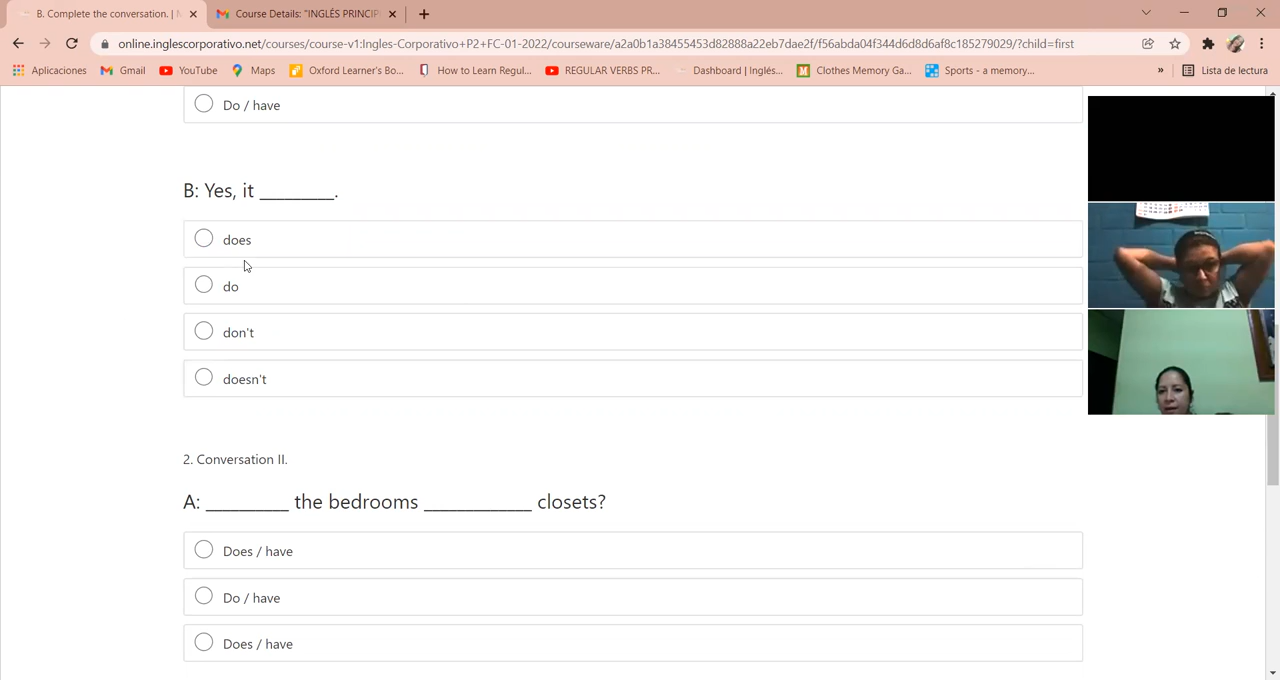 B. Complete the conversation. | M
Course Details: "INGLÉS PRINCIP
online.inglescorporativo.net/courses/course-v1:Ingles-Corporativo+P2+FC-01-2022/courseware/a2a0b1a38455453d82888a22eb7dae2f/f56abda04f344d6d8d6af8c185279029/?child=first
Aplicaciones
Gmail
YouTube
Maps
Oxford Learner's Bo...
How to Learn Regul...
REGULAR VERBS PR...
Dashboard | Inglés...
Clothes Memory Ga...
Sports - a memory...
»
Lista de lectura
Do / have
B: Yes, it _________.
does
do
don't
doesn't
2. Conversation II.
A: __________ the bedrooms _____________ closets?
Does / have
Do / have
Does / have